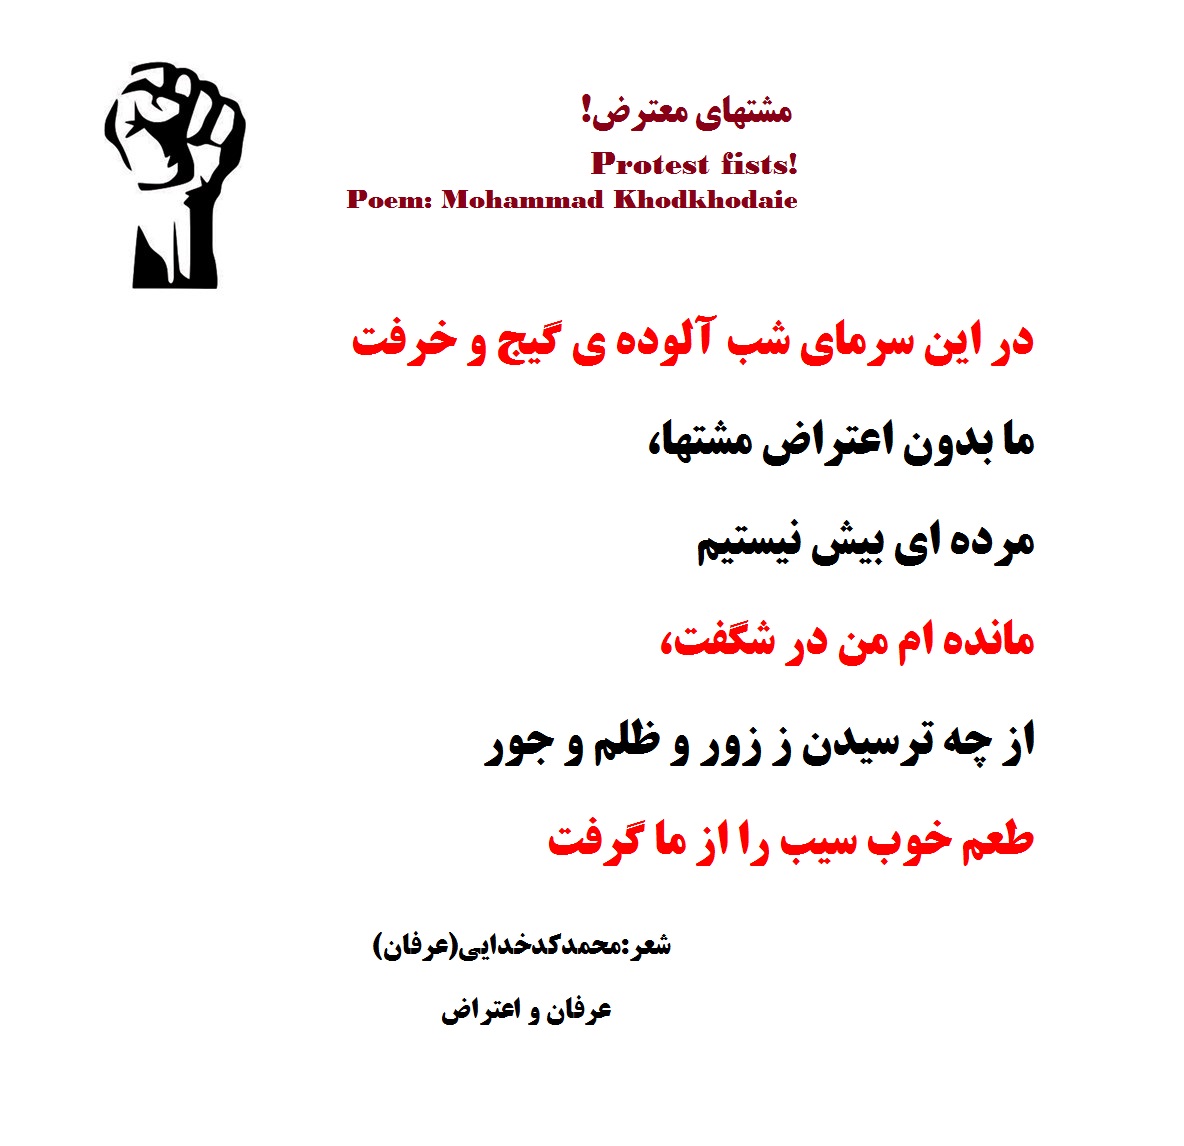 مشتهای معترض!
Protest fists!
Poem: Mohammad Khodkhodaie
در این سرمای شب آلوده ی گیج و خرفت
ما بدون اعتراض مشتها،
مرده ای بیش نیستیم
مانده ام من در شگفت،
از چه ترسیدن ز زور و ظلم و جور
طعم خوب سیب را از ما گرفت
شعر:محمدکدخدایی(عرفان)
عرفان و اعتراض